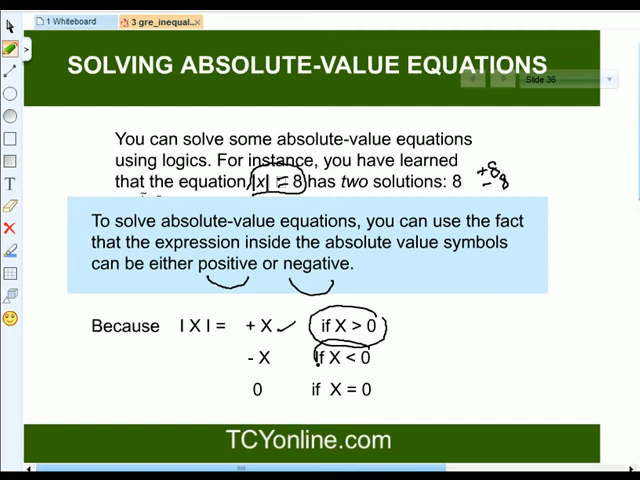 1 Whiteboard
3 gre_inequal...
SOLVING ABSOLUTE-VALUE EQUATIONS
Slide 36
You can solve some absolute-value equations
using logics. For instance, you have learned
that the equation |x| = 8 has two solutions: 8
+8
-8
To solve absolute-value equations, you can use the fact
that the expression inside the absolute value symbols
can be either positive or negative.
Because I X I = + X if X > 0
- X if X < 0
0 if X = 0
TCYonline.com